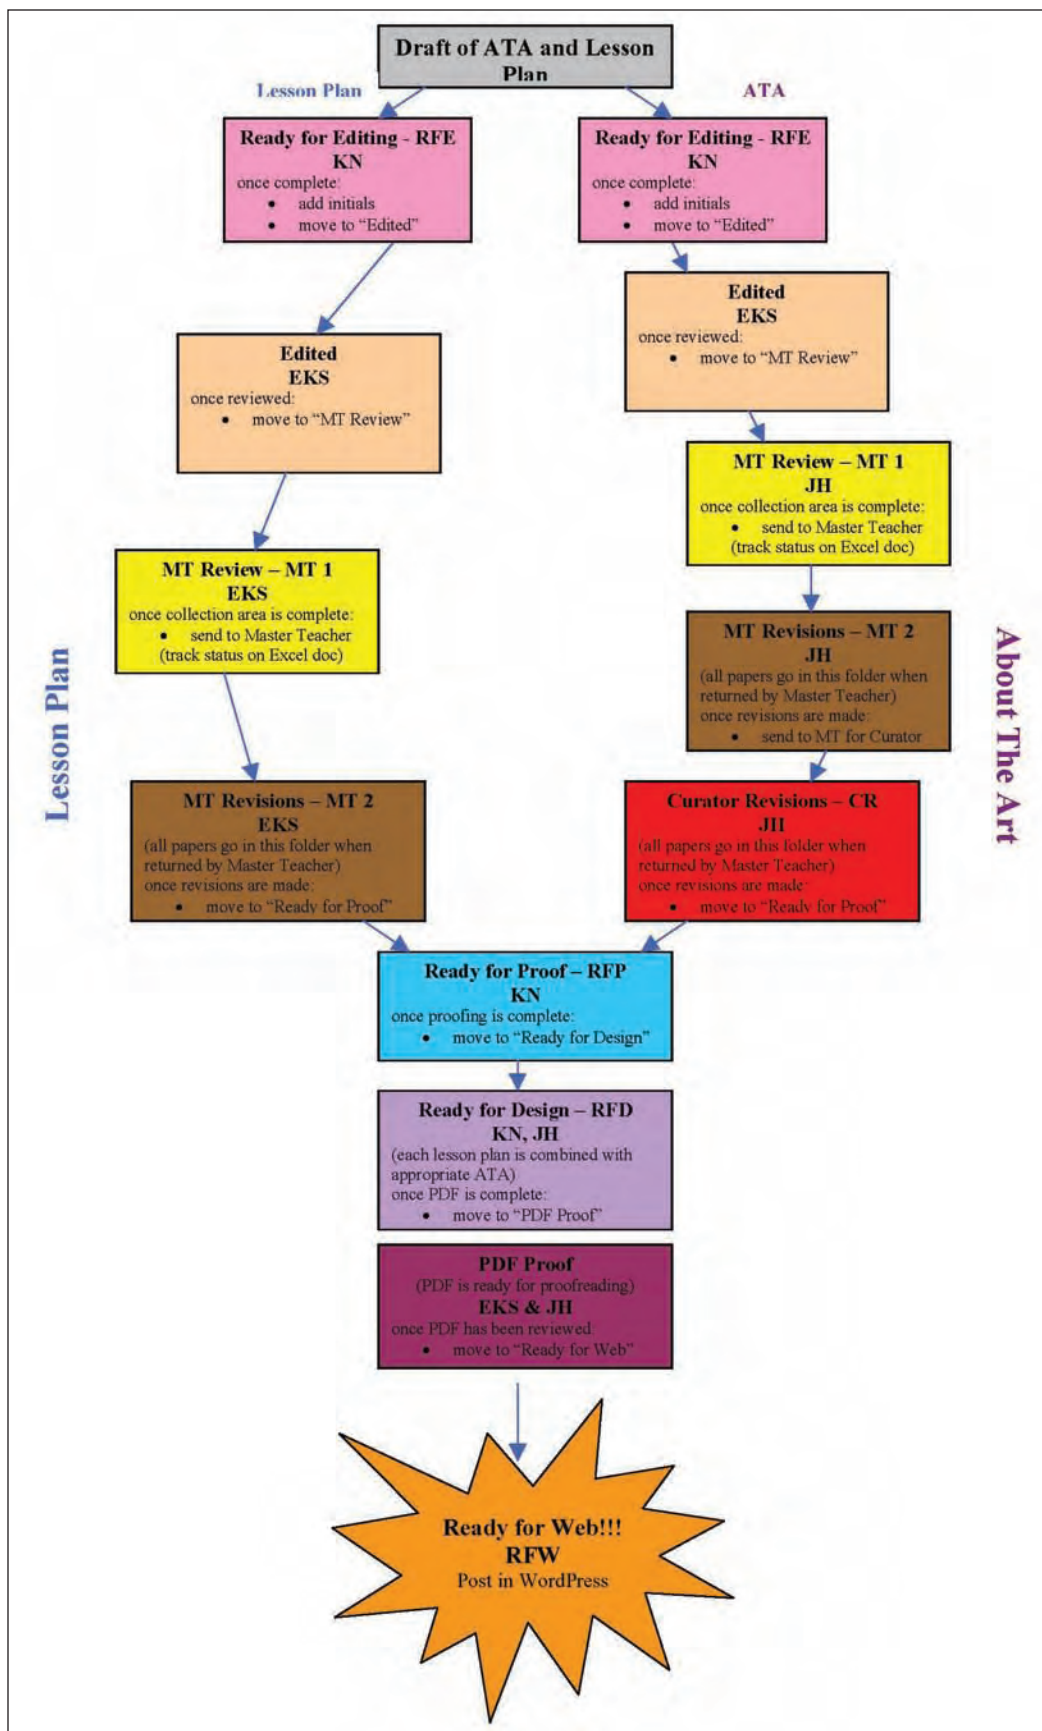 Draft of ATA and Lesson
Plan
Lesson Plan
ATA
Ready for Editing - RFE
KN
once complete:
• add initials
• move to “Edited”
Ready for Editing - RFE
KN
once complete:
• add initials
• move to “Edited”
Edited
EKS
once reviewed:
• move to “MT Review”
Edited
EKS
once reviewed:
• move to “MT Review”
MT Review – MT 1
JH
once collection area is complete:
• send to Master Teacher
(track status on Excel doc)
MT Review – MT 1
EKS
once collection area is complete:
• send to Master Teacher
(track status on Excel doc)
MT Revisions – MT 2
JH
(all papers go in this folder when
returned by Master Teacher)
once revisions are made:
• send to MT for Curator
Lesson Plan
About The Art
MT Revisions – MT 2
EKS
(all papers go in this folder when
returned by Master Teacher)
once revisions are made:
• move to “Ready for Proof”
Curator Revisions – CR
JH
(all papers go in this folder when
returned by Master Teacher)
once revisions are made:
• move to “Ready for Proof”
Ready for Proof – RFP
KN
once proofing is complete:
• move to “Ready for Design”
Ready for Design – RFD
KN, JH
(each lesson plan is combined with
appropriate ATA)
once PDF is complete:
• move to “PDF Proof”
PDF Proof
(PDF is ready for proofreading)
EKS & JH
once PDF has been reviewed:
• move to “Ready for Web”
Ready for Web!!!
RFW
Post in WordPress